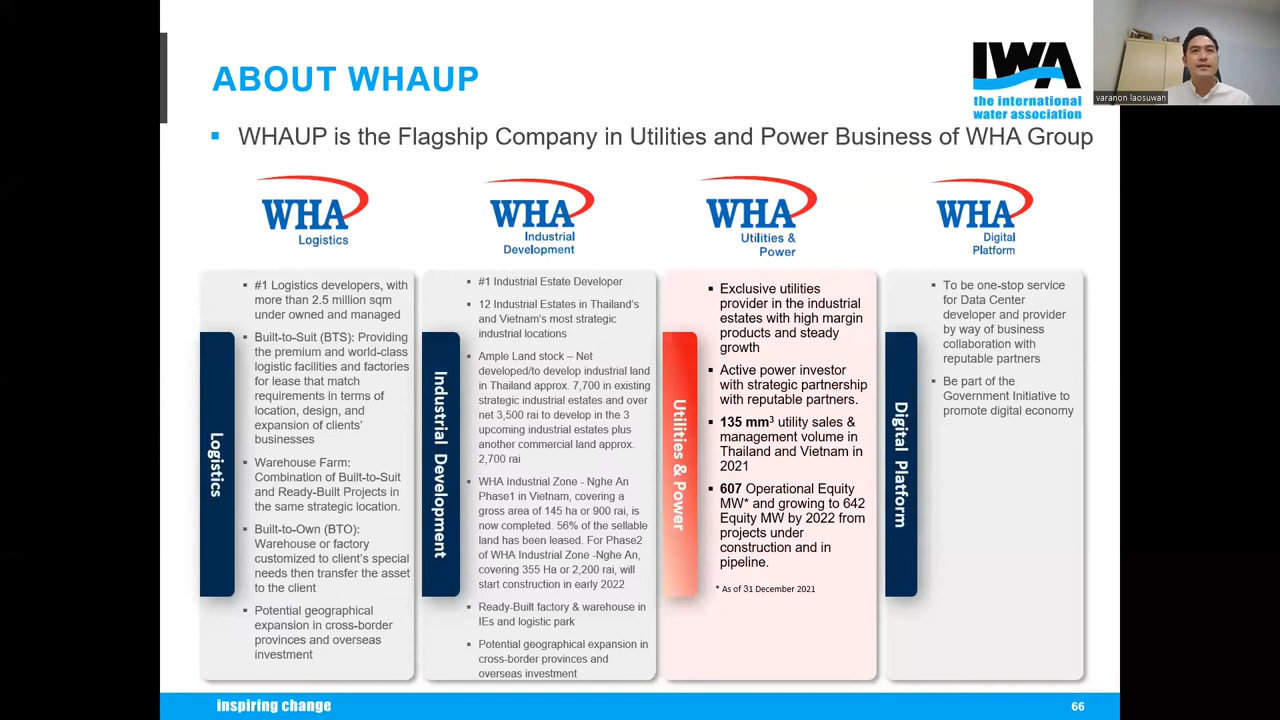 ABOUT WHAUP
IWA
the international
water association
varanon laosuwan
▪ WHAUP is the Flagship Company in Utilities and Power Business of WHA Group
WHA
Logistics
WHA
Industrial
Development
WHA
Utilities &
Power
WHA
Digital
Platform
Logistics
▪ #1 Logistics developers, with
more than 2.5 million sqm
under owned and managed
▪ Built-to-Suit (BTS): Providing
the premium and world-class
logistic facilities and factories
for lease that match
requirements in terms of
location, design, and
expansion of clients'
businesses
▪ Warehouse Farm:
Combination of Built-to-Suit
and Ready-Built Projects in
the same strategic location.
▪ Built-to-Own (BTO):
Warehouse or factory
customized to client's special
needs then transfer the asset
to the client
▪ Potential geographical
expansion in cross-border
provinces and overseas
investment
Industrial Development
▪ #1 Industrial Estate Developer
▪ 12 Industrial Estates in Thailand's
and Vietnam's most strategic
industrial locations
▪ Ample Land stock – Net
developed/to develop industrial land
in Thailand approx. 7,700 in existing
strategic industrial estates and over
net 3,500 rai to develop in the 3
upcoming industrial estates plus
another commercial land approx.
2,700 rai
▪ WHA Industrial Zone - Nghe An
Phase1 in Vietnam, covering a
gross area of 145 ha or 900 rai, is
now completed. 56% of the sellable
land has been leased. For Phase2
of WHA Industrial Zone -Nghe An,
covering 355 Ha or 2,200 rai, will
start construction in early 2022
▪ Ready-Built factory & warehouse in
IEs and logistic park
▪ Potential geographical expansion in
cross-border provinces and
overseas investment
Utilities & Power
▪ Exclusive utilities
provider in the industrial
estates with high margin
products and steady
growth
▪ Active power investor
with strategic partnership
with reputable partners.
▪ 135 mm³ utility sales &
management volume in
Thailand and Vietnam in
2021
▪ 607 Operational Equity
MW* and growing to 642
Equity MW by 2022 from
projects under
construction and in
pipeline.
* As of 31 December 2021
Digital Platform
▪ To be one-stop service
for Data Center
developer and provider
by way of business
collaboration with
reputable partners
▪ Be part of the
Government Initiative to
promote digital economy
inspiring change
66